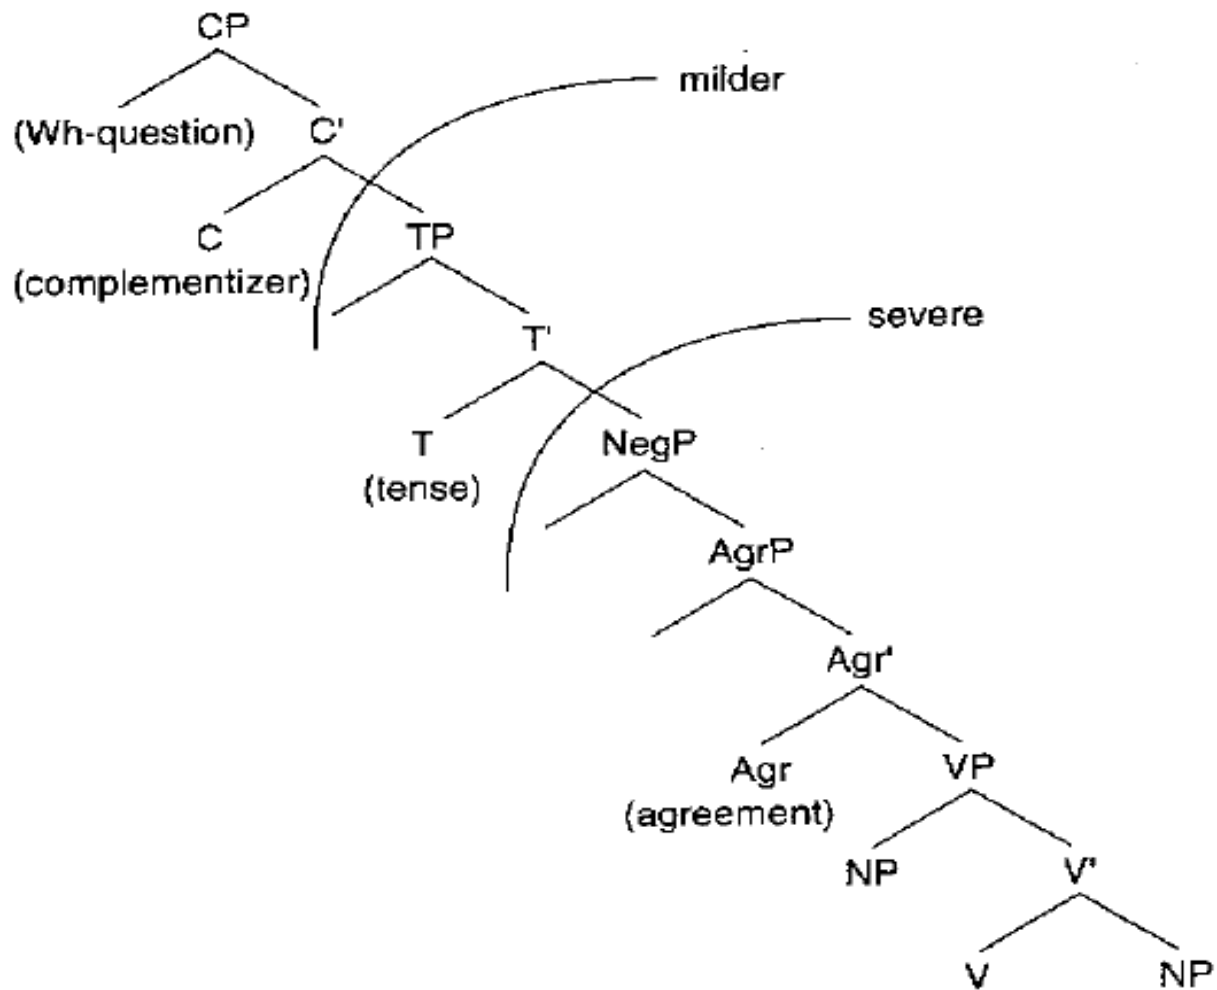 CP
milder
(Wh-question) C'
C TP
(complementizer)
severe
T'
T NegP
(tense)
AgrP
Agr'
Agr VP
(agreement)
NP V'
V NP